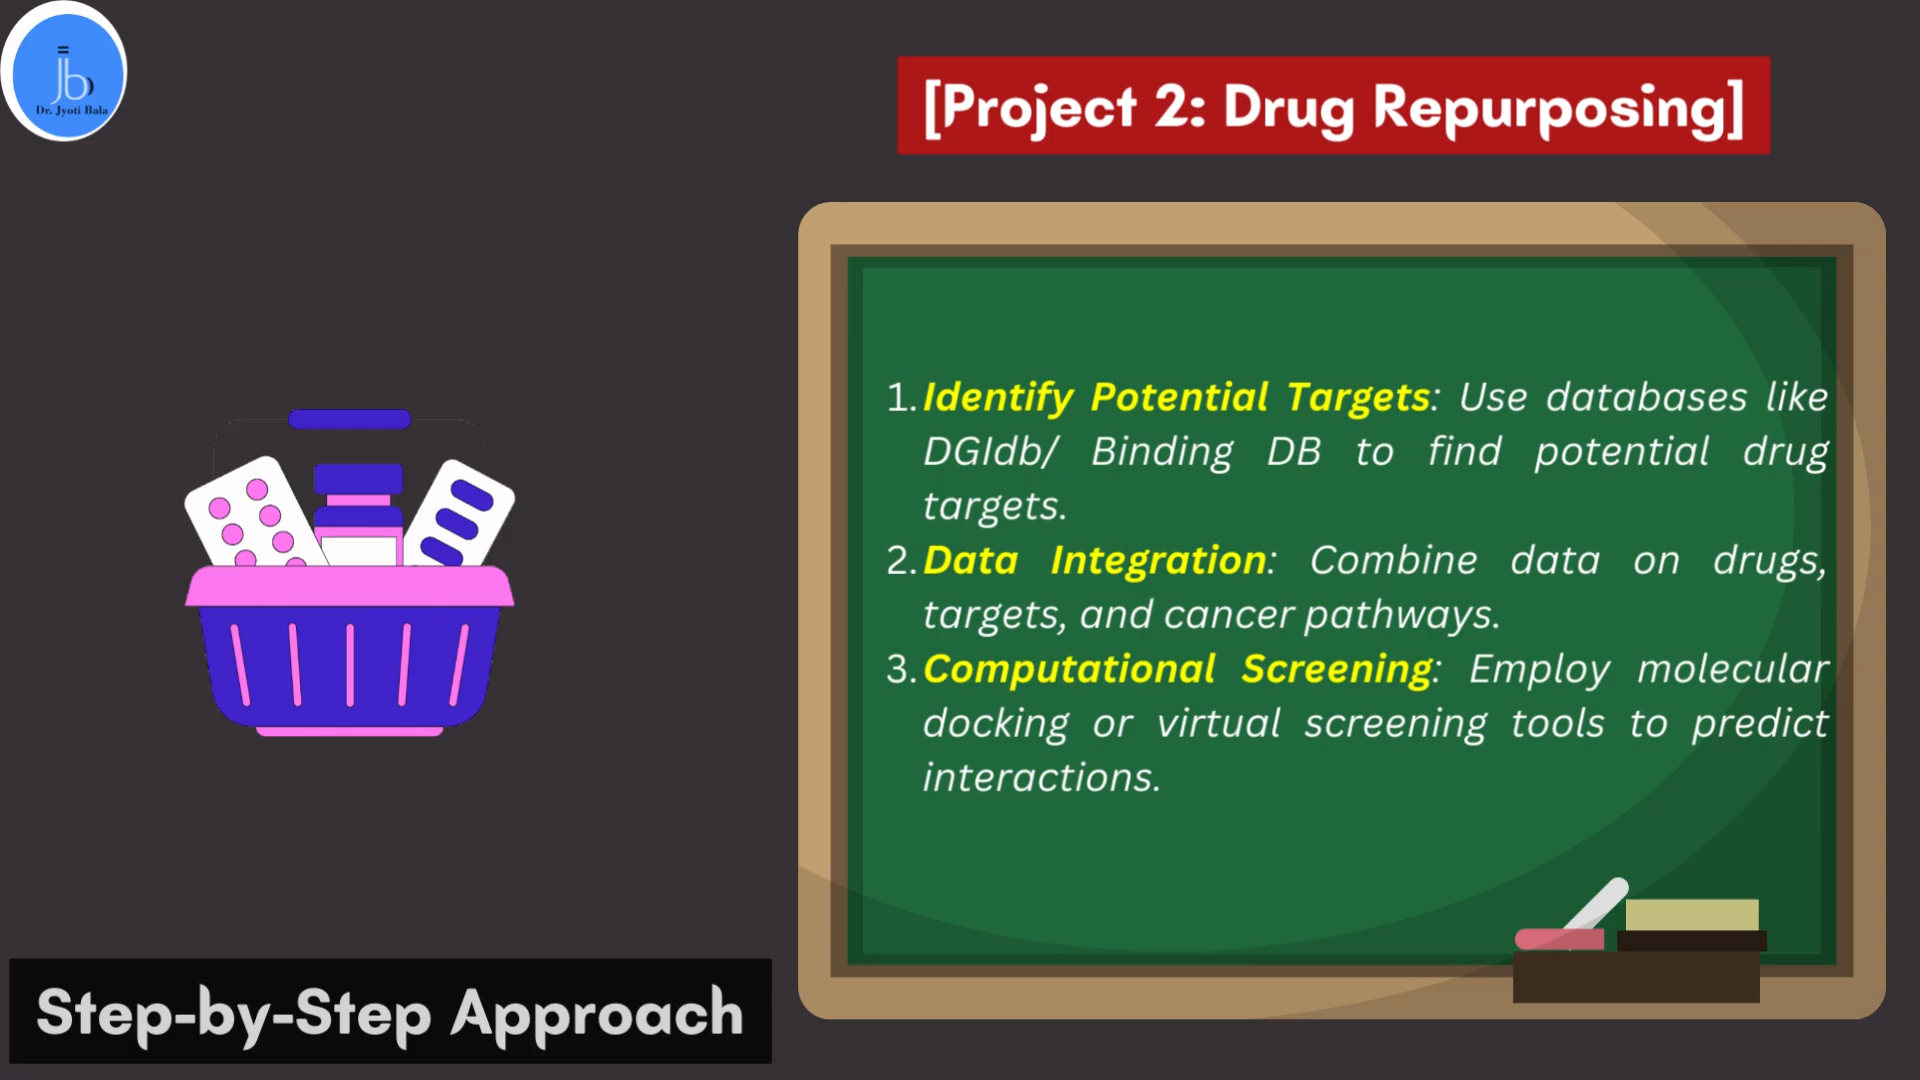 jb
Dr. Jyoti Bala
[Project 2: Drug Repurposing]
1. Identify Potential Targets: Use databases like
DGIdb/ Binding DB to find potential drug
targets.
2. Data Integration: Combine data on drugs,
targets, and cancer pathways.
3. Computational Screening: Employ molecular
docking or virtual screening tools to predict
interactions.
Step-by-Step Approach